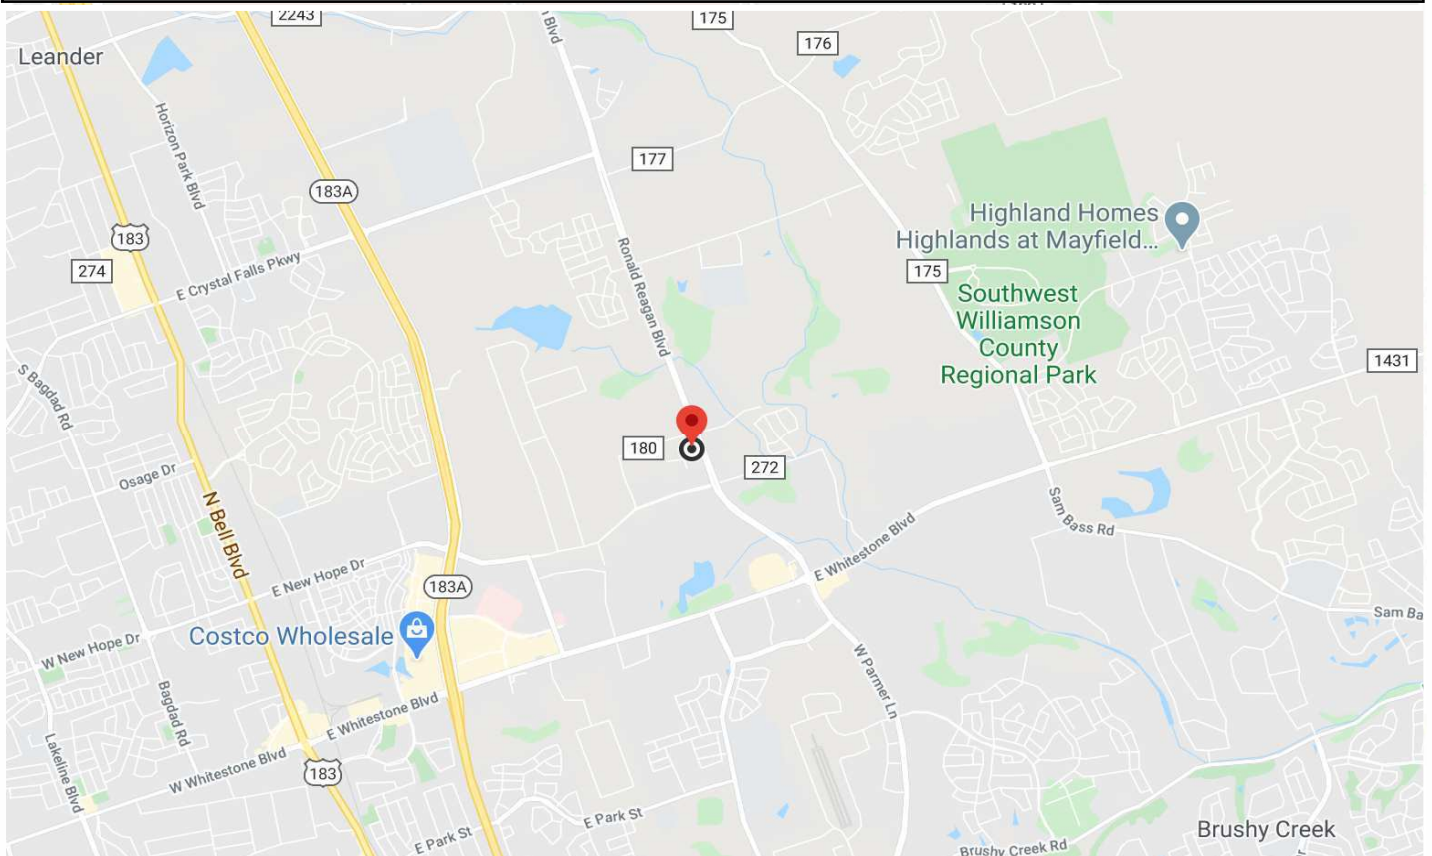 2243
175
n Blvd
176
Leander
Horizon Park Blvd
177
183A
Ronald Reagan Blvd
Highland Homes
Highlands at Mayfield...
183
274
E Crystal Falls Pkwy
175
Southwest
Williamson
County
Regional Park
1431
S Bagdad Rd
180
272
Osage Dr
N Bell Blvd
Sam Bass Rd
E Whitestone Blvd
E New Hope Dr
183A
Costco Wholesale
W New Hope Dr
Sam Ba
W Parmer Ln
Bagdad Rd
E Whitestone Blvd
Lakeline Blvd
W Whitestone Blvd
183
E Park St
E Park St
Brushy Creek
Brushy Creek Rd